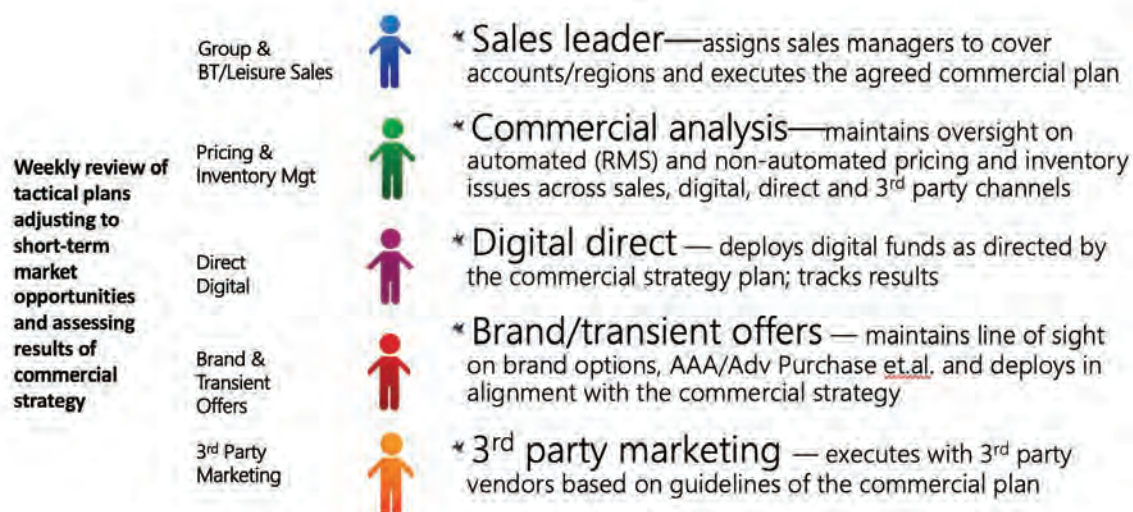 Weekly review of
tactical plans
adjusting to
short-term
market
opportunities
and assessing
results of
commercial
strategy
Group &
BT/Leisure Sales
Sales leader—assigns sales managers to cover
accounts/regions and executes the agreed commercial plan
Pricing &
Inventory Mgt
Commercial analysis—maintains oversight on
automated (RMS) and non-automated pricing and inventory
issues across sales, digital, direct and 3rd party channels
Direct
Digital
Digital direct — deploys digital funds as directed by
the commercial strategy plan; tracks results
Brand &
Transient
Offers
Brand/transient offers — maintains line of sight
on brand options, AAA/Adv Purchase et.al. and deploys in
alignment with the commercial strategy
3rd Party
Marketing
3rd party marketing — executes with 3rd party
vendors based on guidelines of the commercial plan